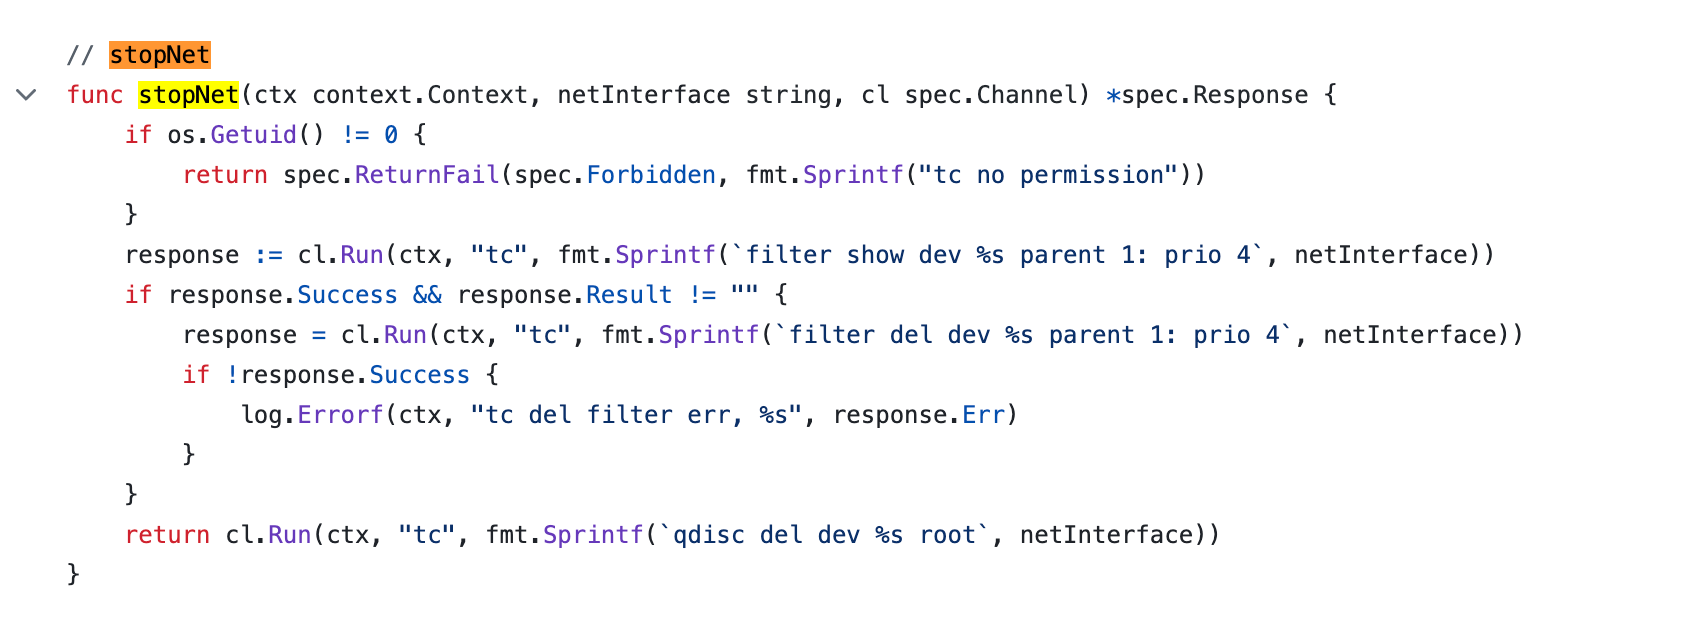 // stopNet
func stopNet(ctx context.Context, netInterface string, cl spec.Channel) *spec.Response {
    if os.Getuid() != 0 {
        return spec.ReturnFail(spec.Forbidden, fmt.Sprintf("tc no permission"))
    }
    response := cl.Run(ctx, "tc", fmt.Sprintf(`filter show dev %s parent 1: prio 4`, netInterface))
    if response.Success && response.Result != "" {
        response = cl.Run(ctx, "tc", fmt.Sprintf(`filter del dev %s parent 1: prio 4`, netInterface))
        if !response.Success {
            log.Errorf(ctx, "tc del filter err, %s", response.Err)
        }
    }
    return cl.Run(ctx, "tc", fmt.Sprintf(`qdisc del dev %s root`, netInterface))
}